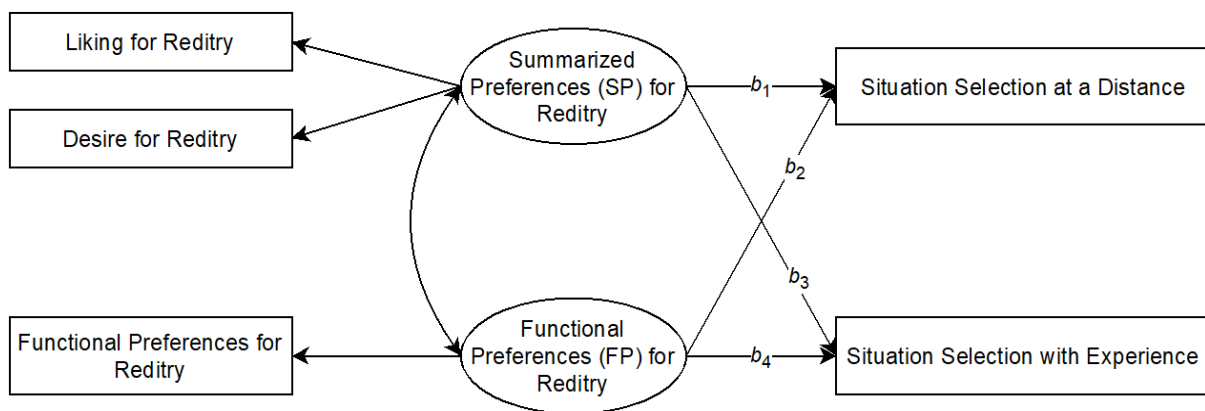 Liking for Reditry
Desire for Reditry
Functional Preferences for
Reditry
Summarized
Preferences (SP) for
Reditry
Functional
Preferences (FP) for
Reditry
b1
b2
b3
b4
Situation Selection at a Distance
Situation Selection with Experience